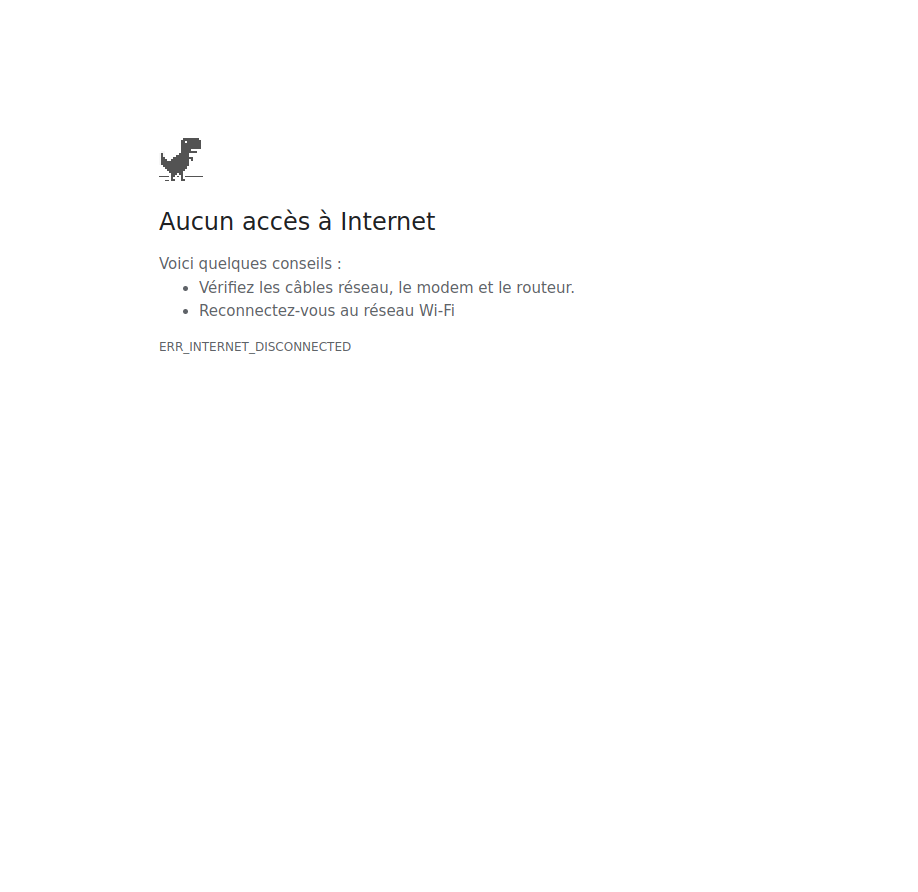 Aucun accès à Internet
Voici quelques conseils :
Vérifiez les câbles réseau, le modem et le routeur.
Reconnectez-vous au réseau Wi-Fi
ERR_INTERNET_DISCONNECTED